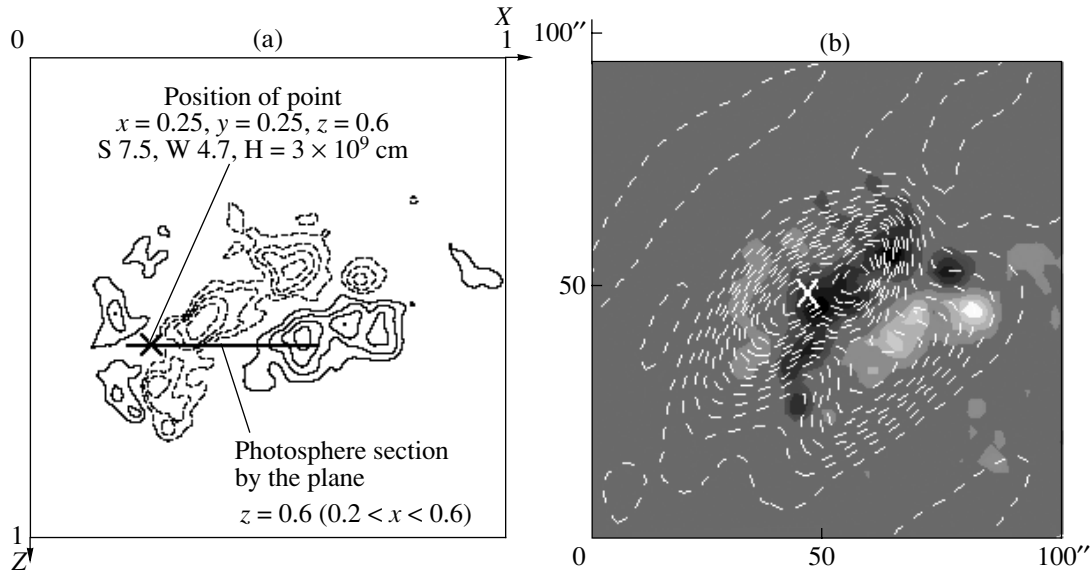 (a)
X
0
1
Position of point
x = 0.25, y = 0.25, z = 0.6
S 7.5, W 4.7, H = 3 × 10⁹ cm
Photosphere section
by the plane
z = 0.6 (0.2 < x < 0.6)
1
Z
(b)
100″
50
0
50
100″